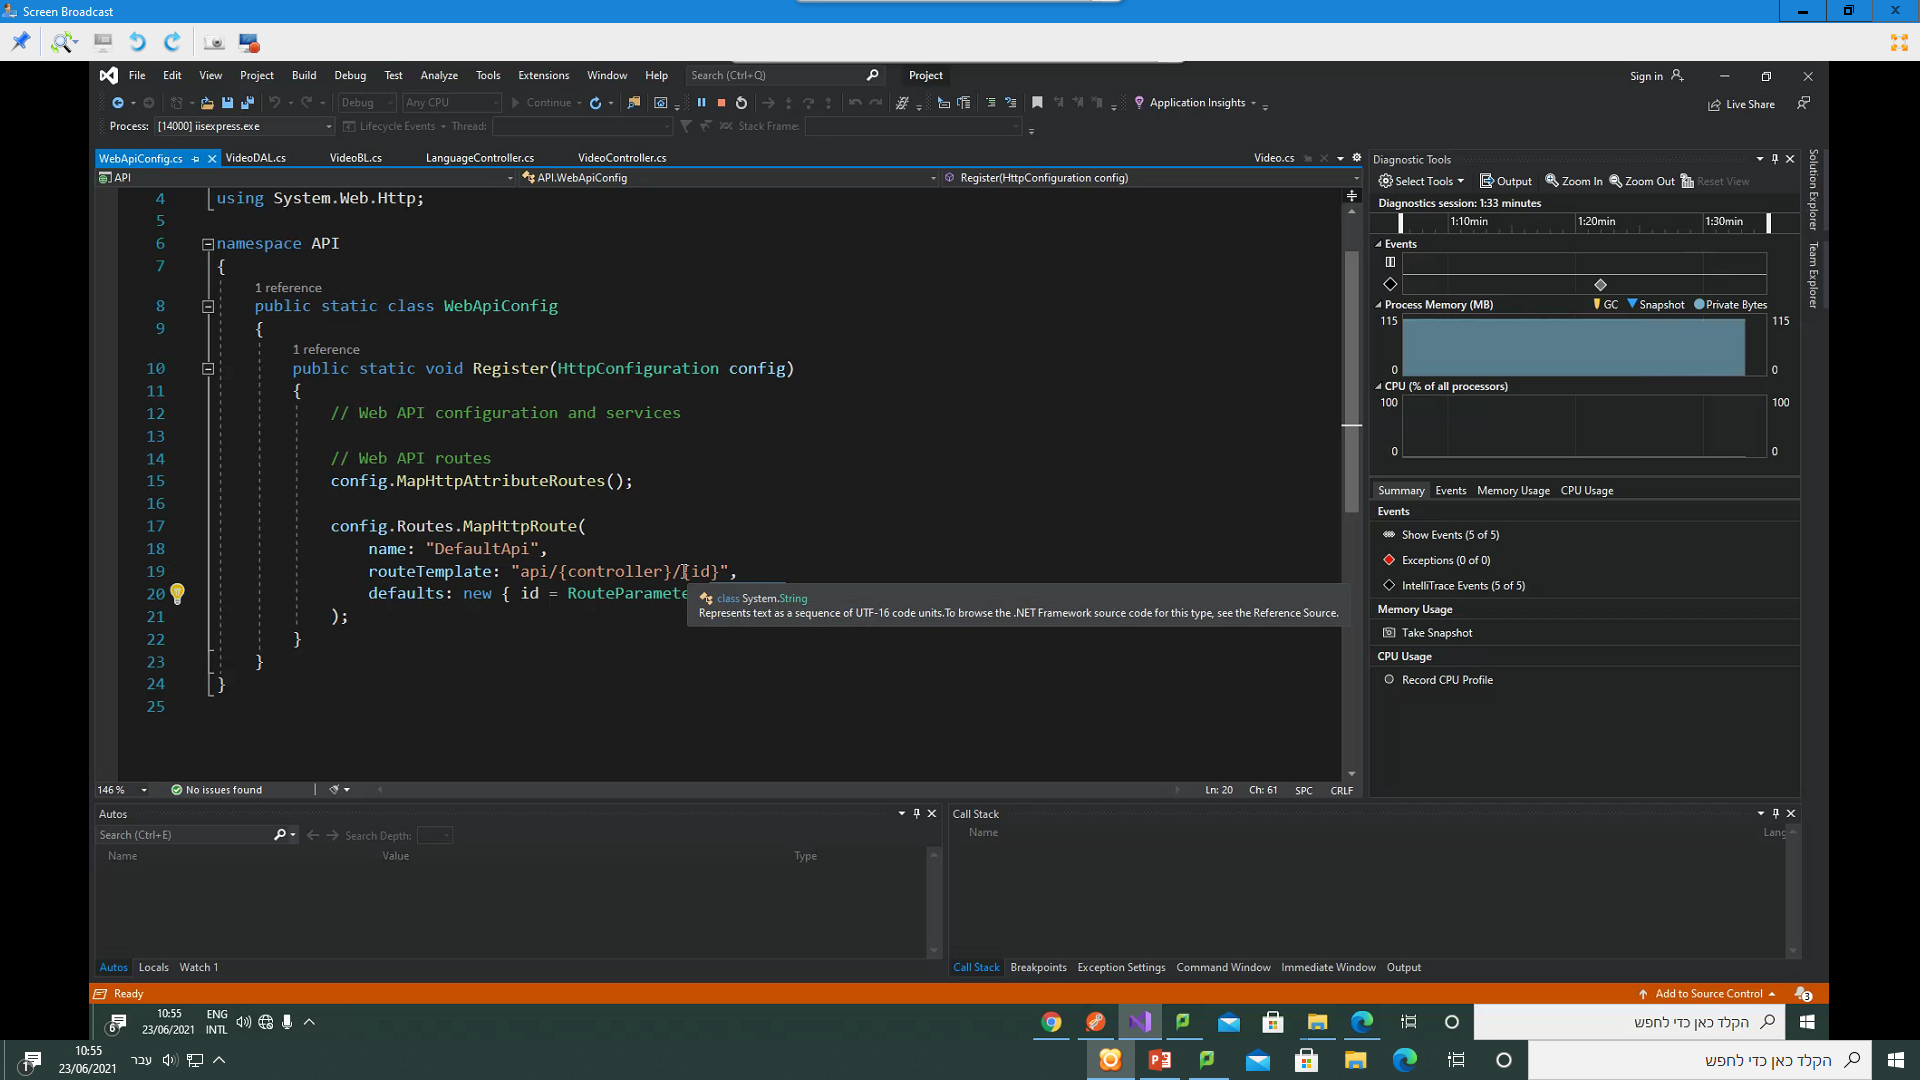 Screen Broadcast
File Edit View Project Build Debug Test Analyze Tools Extensions Window Help Search (Ctrl+Q) Project Sign in
Debug Any CPU Continue Application Insights Live Share
Process: [14000] iisexpress.exe Lifecycle Events Thread: Stack Frame:
WebApiConfig.cs VideoDAL.cs VideoBL.cs LanguageController.cs VideoController.cs Video.cs
API API.WebApiConfig Register(HttpConfiguration config)
4 using System.Web.Http;
5
6 namespace API
7 {
1 reference
8 public static class WebApiConfig
9 {
1 reference
10 public static void Register(HttpConfiguration config)
11 {
12 // Web API configuration and services
13
14 // Web API routes
15 config.MapHttpAttributeRoutes();
16
17 config.Routes.MapHttpRoute(
18 name: "DefaultApi",
19 routeTemplate: "api/{controller}/{id}",
20 defaults: new { id = RouteParamete
class System.String
Represents text as a sequence of UTF-16 code units.To browse the .NET Framework source code for this type, see the Reference Source.
21 );
22 }
23 }
24 }
25
146 % No issues found Ln: 20 Ch: 61 SPC CRLF
Diagnostic Tools
Select Tools Output Zoom In Zoom Out Reset View
Diagnostics session: 1:33 minutes
1:10min 1:20min 1:30min
Events
Process Memory (MB) GC Snapshot Private Bytes
115 115
0 0
CPU (% of all processors)
100 100
0 0
Summary Events Memory Usage CPU Usage
Events
Show Events (5 of 5)
Exceptions (0 of 0)
IntelliTrace Events (5 of 5)
Memory Usage
Take Snapshot
CPU Usage
Record CPU Profile
Solution Explorer
Team Explorer
Autos
Search (Ctrl+E) Search Depth:
Name Value Type
Autos Locals Watch 1
Call Stack
Name Lang
Call Stack Breakpoints Exception Settings Command Window Immediate Window Output
Ready Add to Source Control 3
6 10:55 23/06/2021 ENG INTL הקלד כאן כדי לחפש
1 10:55 23/06/2021 עבר הקלד כאן כדי לחפש